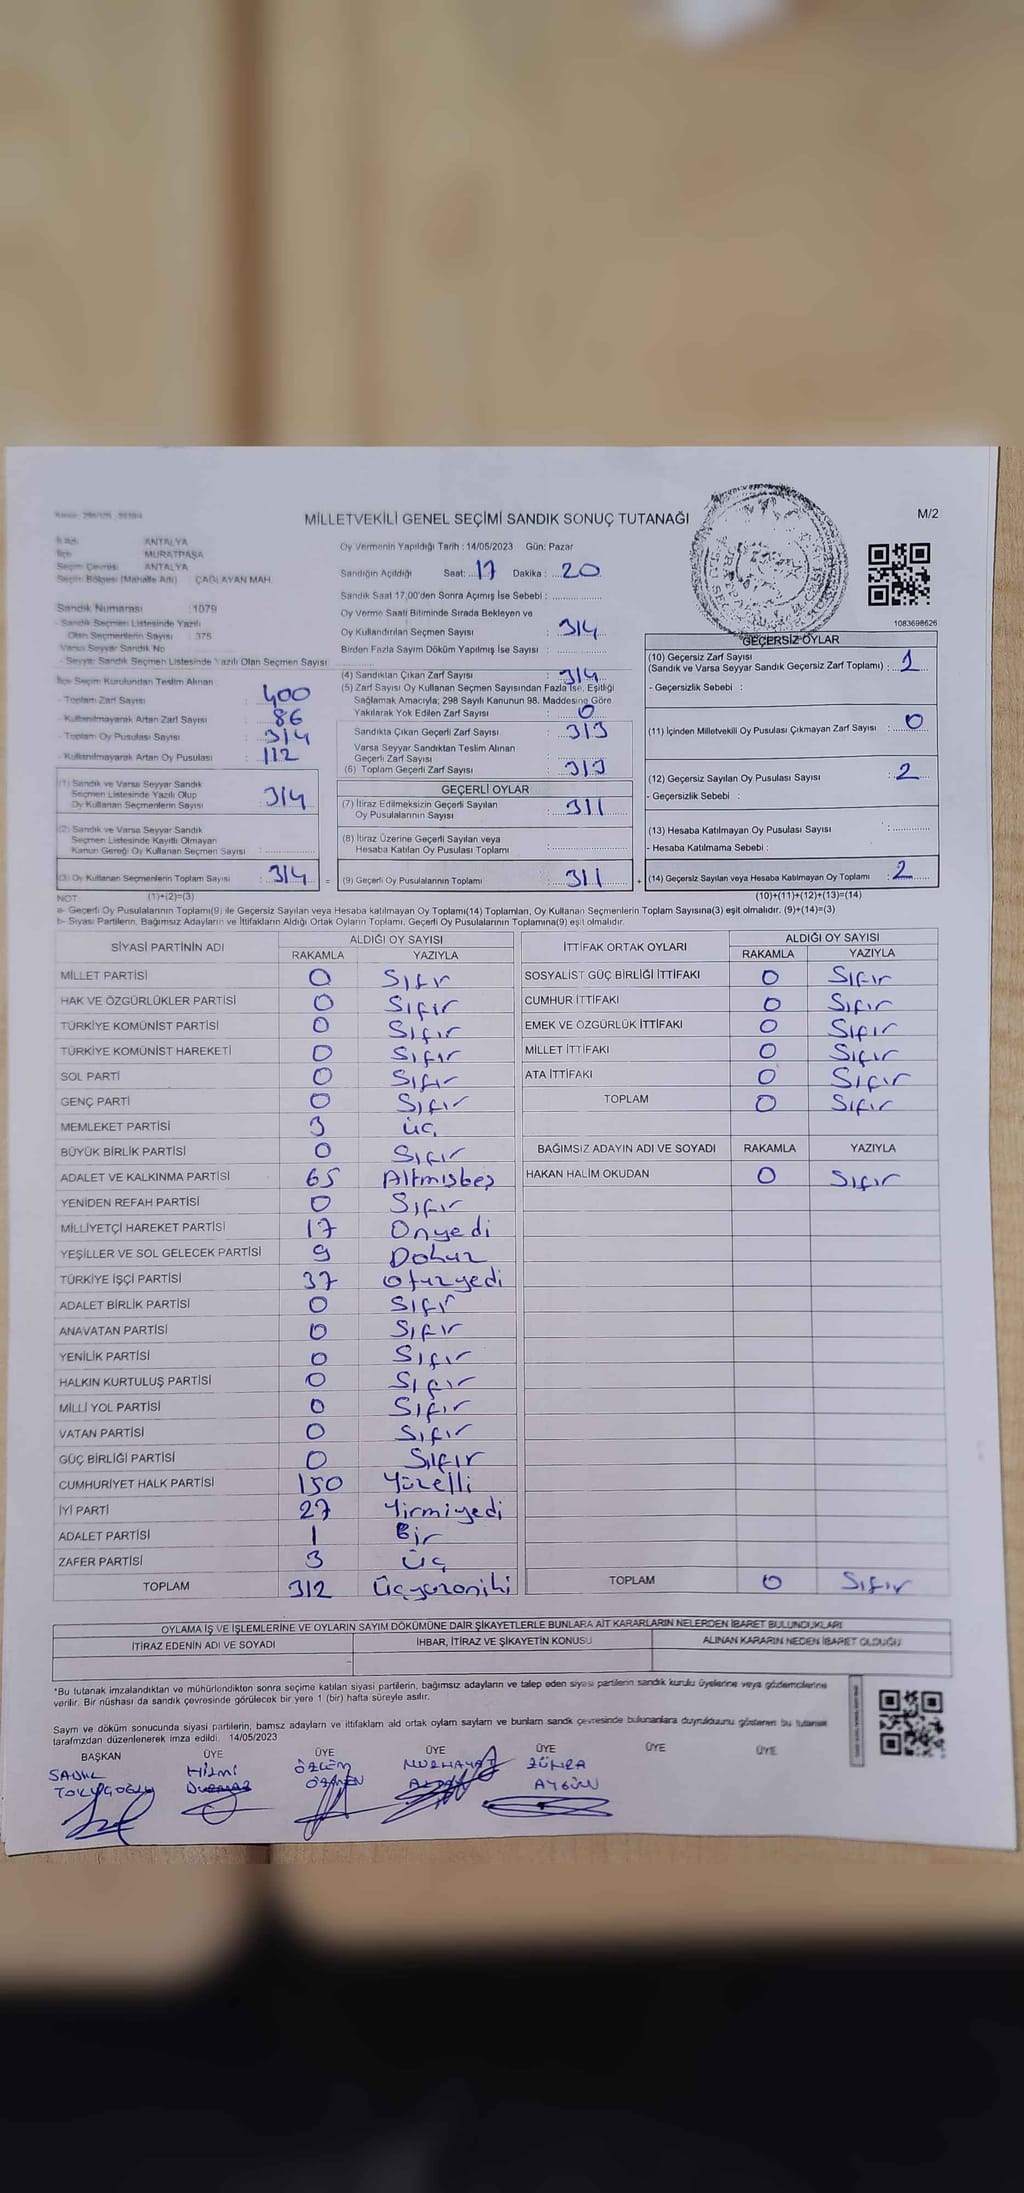 MİLLETVEKİLİ GENEL SEÇİMİ SANDIK SONUÇ TUTANAĞI
M/2
ANTALYA
İlçe MURATPAŞA
Seçim Çevresi ANTALYA
Seçim Bölgesi (Mahalle Adı) ÇAĞLAYAN MAH.
Sandık Numarası :1079
- Sandık Seçmen Listesinde Yazılı
Olan Seçmenlerin Sayısı : 375
Varsa Seyyar Sandık No
- Seyyar Sandık Seçmen Listesinde Yazılı Olan Seçmen Sayısı
İlçe Seçim Kurulundan Teslim Alınan
- Toplam Zarf Sayısı : 400
- Kullanılmayarak Artan Zarf Sayısı : 86
- Toplam Oy Pusulası Sayısı : 314
- Kullanılmayarak Artan Oy Pusulası : 112
(1) Sandık ve Varsa Seyyar Sandık
Seçmen Listesinde Yazılı Olup
Oy Kullanan Seçmenlerin Sayısı : 314
(2) Sandık ve Varsa Seyyar Sandık
Seçmen Listesinde Kayıtlı Olmayan
Kanun Gereği Oy Kullanan Seçmen Sayısı :
(3) Oy Kullanan Seçmenlerin Toplam Sayısı : 314 =
Oy Vermenin Yapıldığı Tarih : 14/05/2023 Gün: Pazar
Sandığın Açıldığı Saat: 17 Dakika : 20
Sandık Saat 17.00'den Sonra Açımış İse Sebebi :
Oy Verme Saati Bitiminde Sırada Bekleyen ve
Oy Kullandırılan Seçmen Sayısı : 314
Birden Fazla Sayım Döküm Yapılmış İse Sayısı :
(4) Sandıktan Çıkan Zarf Sayısı : 314
(5) Zarf Sayısı Oy Kullanan Seçmen Sayısından Fazla İse, Eşitliği
Sağlamak Amacıyla; 298 Sayılı Kanunun 98. Maddesine Göre
Yakılarak Yok Edilen Zarf Sayısı : 0
Sandıkta Çıkan Geçerli Zarf Sayısı : 313
Varsa Seyyar Sandıktan Teslim Alınan
Geçerli Zarf Sayısı
(6) Toplam Geçerli Zarf Sayısı : 313
GEÇERLİ OYLAR
(7) İtiraz Edilmeksizin Geçerli Sayılan
Oy Pusulasının Sayısı : 311
(8) İtiraz Üzerine Geçerli Sayılan veya
Hesaba Katılan Oy Pusulası Toplamı :
(9) Geçerli Oy Pusulalarının Toplamı : 311 +
1083698626
GEÇERSİZ OYLAR
(10) Geçersiz Zarf Sayısı
(Sandık ve Varsa Seyyar Sandık Geçersiz Zarf Toplamı) : 1
- Geçersizlik Sebebi :
(11) İçinden Milletvekili Oy Pusulası Çıkmayan Zarf Sayısı : 0
(12) Geçersiz Sayılan Oy Pusulası Sayısı : 2
- Geçersizlik Sebebi :
(13) Hesaba Katılmayan Oy Pusulası Sayısı :
- Hesaba Katılmama Sebebi :
(14) Geçersiz Sayılan veya Hesaba Katılmayan Oy Toplamı : 2
NOT: (1)+(2)=(3) (10)+(11)+(12)+(13)=(14)
a- Geçerli Oy Pusulalarının Toplamı(9) ile Geçersiz Sayılan veya Hesaba katılmayan Oy Toplamı(14) Toplamları, Oy Kullanan Seçmenlerin Toplam Sayısına(3) eşit olmalıdır. (9)+(14)=(3)
b- Siyasi Partilerin, Bağımsız Adayların ve İttifakların Aldığı Ortak Oyların Toplamı, Geçerli Oy Pusulalarının Toplamına(9) eşit olmalıdır.
SİYASİ PARTİNİN ADI ALDIĞI OY SAYISI
RAKAMLA YAZIYLA
MİLLET PARTİSİ 0 Sıfır
HAK VE ÖZGÜRLÜKLER PARTİSİ 0 Sıfır
TÜRKİYE KOMÜNİST PARTİSİ 0 Sıfır
TÜRKİYE KOMÜNİST HAREKETİ 0 Sıfır
SOL PARTİ 0 Sıfır
GENÇ PARTİ 0 Sıfır
MEMLEKET PARTİSİ 3 üç
BÜYÜK BİRLİK PARTİSİ 0 Sıfır
ADALET VE KALKINMA PARTİSİ 65 Altmışbeş
YENİDEN REFAH PARTİSİ 0 Sıfır
MİLLİYETÇİ HAREKET PARTİSİ 17 Onyedi
YEŞİLLER VE SOL GELECEK PARTİSİ 9 Dokuz
TÜRKİYE İŞÇİ PARTİSİ 37 Otuzyedi
ADALET BİRLİK PARTİSİ 0 Sıfır
ANAVATAN PARTİSİ 0 Sıfır
YENİLİK PARTİSİ 0 Sıfır
HALKIN KURTULUŞ PARTİSİ 0 Sıfır
MİLLİ YOL PARTİSİ 0 Sıfır
VATAN PARTİSİ 0 Sıfır
GÜÇ BİRLİĞİ PARTİSİ 0 Sıfır
CUMHURİYET HALK PARTİSİ 150 Yüzelli
İYİ PARTİ 27 Yirmiyedi
ADALET PARTİSİ 1 Bir
ZAFER PARTİSİ 3 üç
TOPLAM 312 Üçyüzoniki
İTTİFAK ORTAK OYLARI ALDIĞI OY SAYISI
RAKAMLA YAZIYLA
SOSYALİST GÜÇ BİRLİĞİ İTTİFAKI 0 Sıfır
CUMHUR İTTİFAKI 0 Sıfır
EMEK VE ÖZGÜRLÜK İTTİFAKI 0 Sıfır
MİLLET İTTİFAKI 0 Sıfır
ATA İTTİFAKI 0 Sıfır
TOPLAM 0 Sıfır
BAĞIMSIZ ADAYIN ADI VE SOYADI RAKAMLA YAZIYLA
HAKAN HALİM OKUDAN 0 Sıfır
TOPLAM 0 Sıfır
OYLAMA İŞ VE İŞLEMLERİNE VE OYLARIN SAYIM DÖKÜMÜNE DAİR ŞİKAYETLERLE BUNLARA AİT KARARLARIN NELERDEN İBARET BULUNDUKLARI
İTİRAZ EDENİN ADI VE SOYADI İHBAR, İTİRAZ VE ŞİKAYETİN KONUSU ALINAN KARARIN NEDEN İBARET OLDUĞU
*Bu tutanak imzalandıktan ve mühürlendikten sonra seçime katılan siyasi partilerin, bağımsız adayların ve talep eden siyasi partilerin sandık kurulu üyelerine veya gözlemcilerine
verilir. Bir nüshası da sandık çevresinde görülecek bir yere 1 (bir) hafta süreyle asılır.
Sayım ve döküm sonucunda siyasi partilerin, bamsz adayların ve ittifakların ald ortak oyların sayların ve bunların sandk çevresinde bulunanlara duyrulduunu gösteren bu tutanak
tarafmzdan düzenlenerek imza edildi. 14/05/2023
BAŞKAN ÜYE ÜYE ÜYE ÜYE ÜYE ÜYE
Hilmi ÖZLEM NURHAYAT ZÜHRA
ÖZMEN AYGÜN